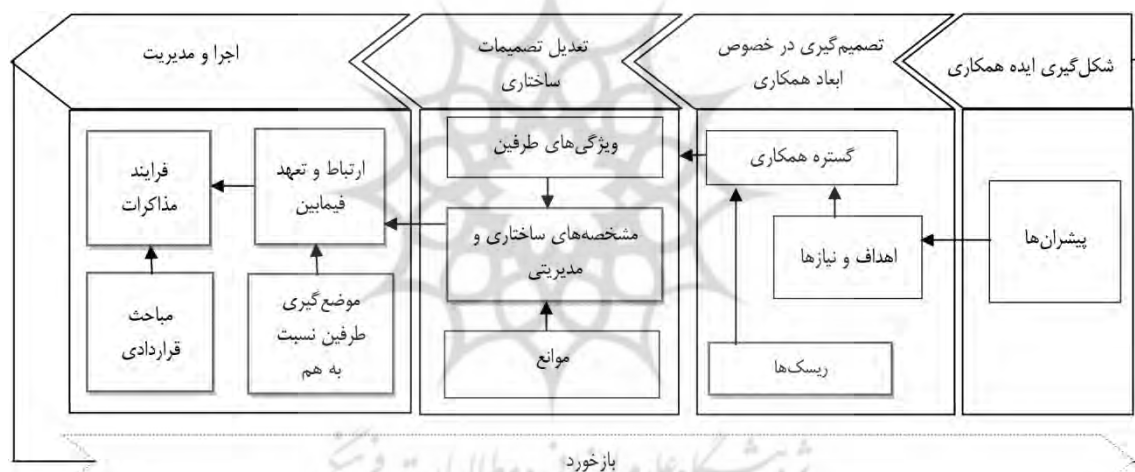 شکل‌گیری ایده همکاری
تصمیم‌گیری در خصوص
ابعاد همکاری
تعدیل تصمیمات
ساختاری
اجرا و مدیریت
پیشران‌ها
گستره همکاری
اهداف و نیازها
ریسک‌ها
ویژگی‌های طرفین
مشخصه‌های ساختاری و
مدیریتی
موانع
ارتباط و تعهد
فیمابین
موضع‌گیری
طرفین نسبت
به هم
فرایند
مذاکرات
مباحث
قراردادی
بازخورد